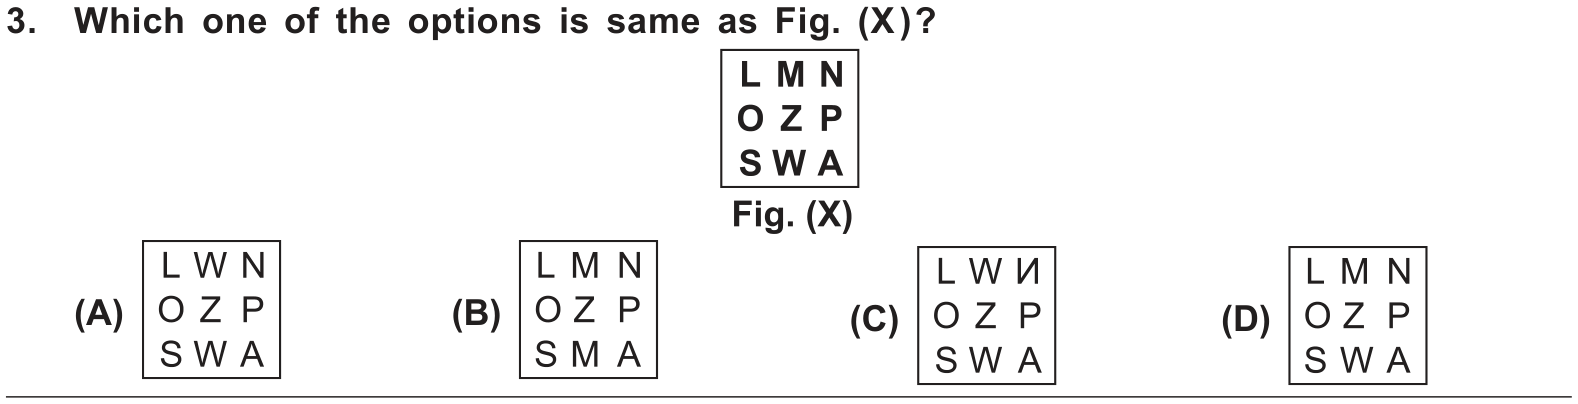 3. Which one of the options is same as Fig. (X)?
L M N
O Z P
S W A
Fig. (X)
(A)
L W N
O Z P
S W A
(B)
L M N
O Z P
S M A
(C)
L W И
O Z P
S W A
(D)
L M N
O Z P
S W A